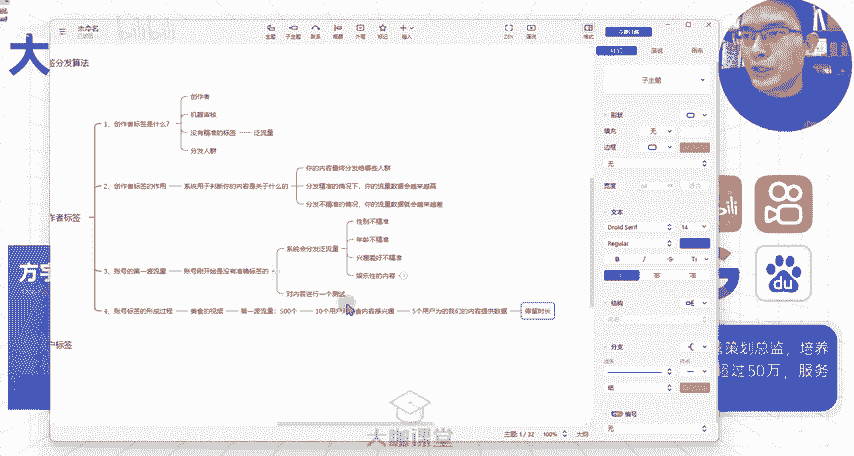 大
bilibili
未命名
主题
子主题
联系
概要
外框
标记
插入
ZEN
演说
格式
签分发算法
作者标签
户标签
1、创作者标签是什么？
创作者
机器审核
没有精准的标签
泛流量
分发人群
2、创作者标签的作用
系统用于判断你的内容是关于什么的
你的内容最终分发给哪些人群
分发精准的情况下，你的流量数据会越来越高
分发不精准的情况，你的流量数据就会越来越差
3、账号的第一波流量
账号刚开始是没有准确标签的
系统会分发泛流量
性别不精准
年龄不精准
兴趣爱好不精准
娱乐性的内容
对内容进行一个测试
4、账号标签的形成过程
美食的视频
第一波流量：500个
10个用户
食内容感兴趣
5个用户为的我们的内容提供数据
停留时长
子主题
形状
填充
无
边框
无
宽度
文本
Droid Serif
14
Regular
B
I
S
结构
分支
编号
无
主题: 1 / 32
100%
大纲
大咖课堂
du
策划总监，培养
超过50万，服务